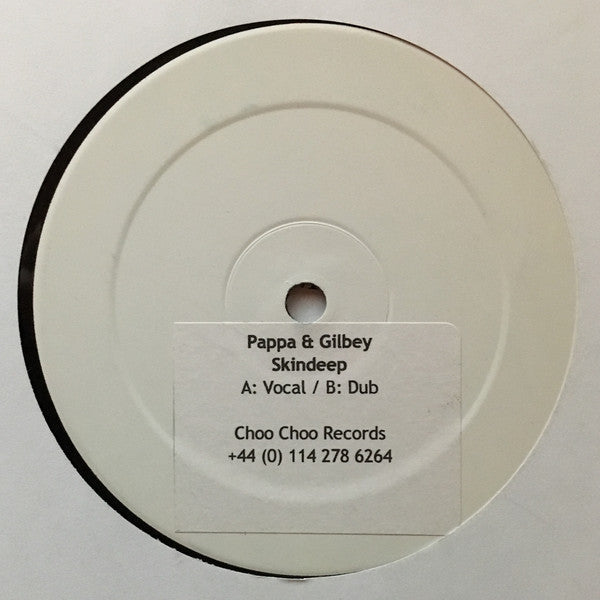 Pappa & Gilbey
Skindeep
A: Vocal / B: Dub
Choo Choo Records
+44 (0) 114 278 6264